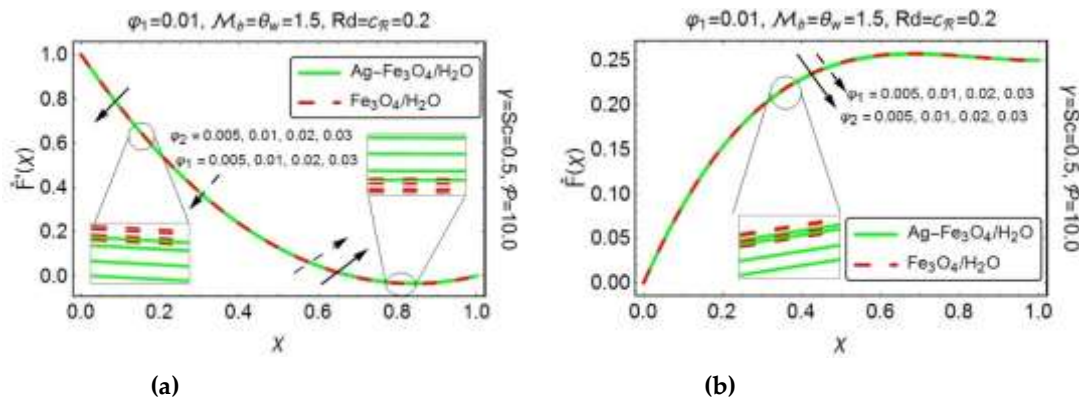 φ₁=0.01, ℳ_b=θ_w=1.5, Rd=c_ℛ=0.2
Ag–Fe₃O₄/H₂O
Fe₃O₄/H₂O
φ₂ = 0.005, 0.01, 0.02, 0.03
φ₁ = 0.005, 0.01, 0.02, 0.03
F̂'(χ)
1.0
0.8
0.6
0.4
0.2
0.0
0.0 0.2 0.4 0.6 0.8 1.0
χ
γ=Sc=0.5, 𝒫=10.0
(a)
φ₁=0.01, ℳ_b=θ_w=1.5, Rd=c_ℛ=0.2
φ₁ = 0.005, 0.01, 0.02, 0.03
φ₂ = 0.005, 0.01, 0.02, 0.03
Ag–Fe₃O₄/H₂O
Fe₃O₄/H₂O
F̂(χ)
0.25
0.20
0.15
0.10
0.05
0.00
0.0 0.2 0.4 0.6 0.8 1.0
χ
γ=Sc=0.5, 𝒫=10.0
(b)